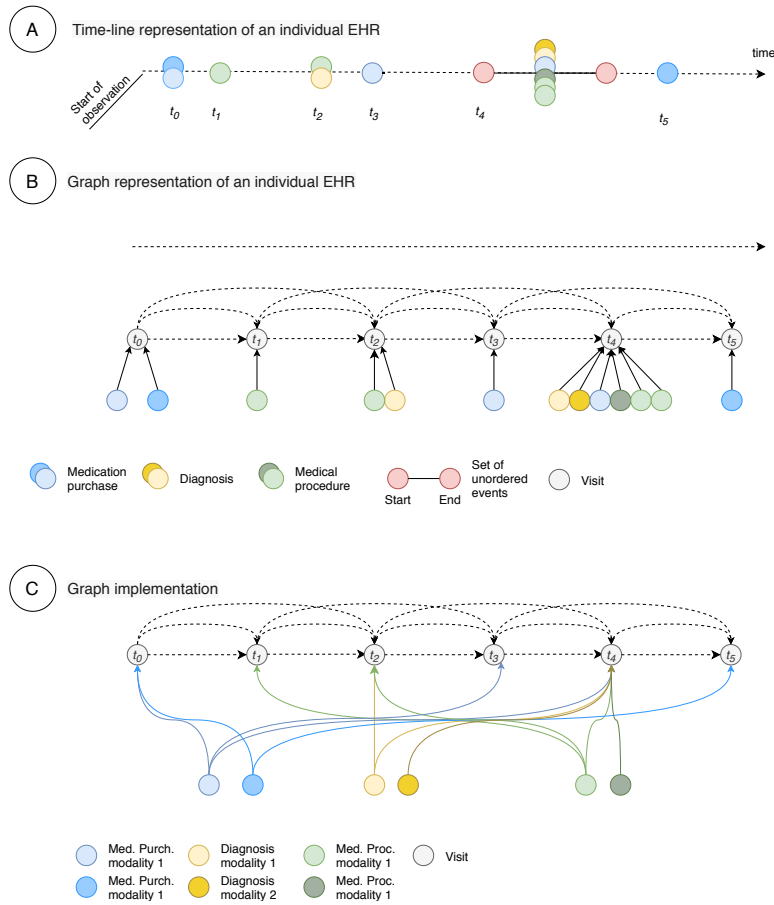 A
Time-line representation of an individual EHR
time
Start of
observation
t0
t1
t2
t3
t4
t5
B
Graph representation of an individual EHR
t0
t1
t2
t3
t4
t5
Medication
purchase
Diagnosis
Medical
procedure
Start
End
Set of
unordered
events
Visit
C
Graph implementation
t0
t1
t2
t3
t4
t5
Med. Purch.
modality 1
Diagnosis
modality 1
Med. Proc.
modality 1
Visit
Med. Purch.
modality 1
Diagnosis
modality 2
Med. Proc.
modality 1